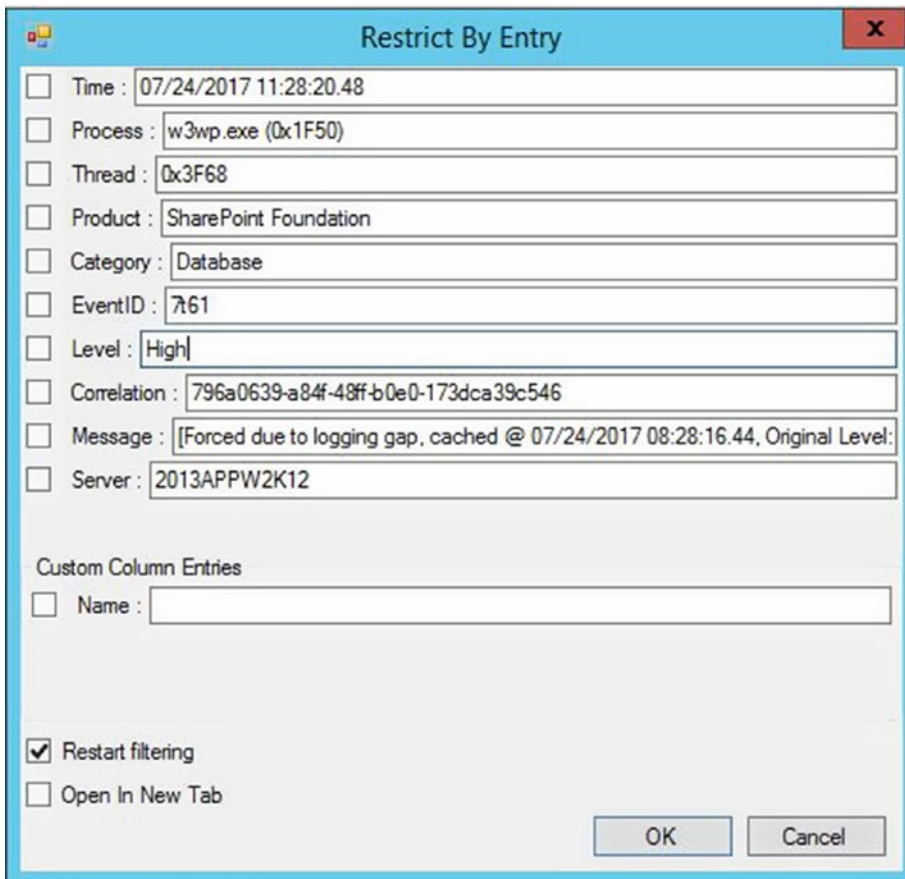 Restrict By Entry
x
Time : 07/24/2017 11:28:20.48
Process : w3wp.exe (0x1F50)
Thread : 0x3F68
Product : SharePoint Foundation
Category : Database
EventID : 7t61
Level : High
Correlation : 796a0639-a84f-48ff-b0e0-173dca39c546
Message : [Forced due to logging gap, cached @ 07/24/2017 08:28:16.44, Original Level:
Server : 2013APPW2K12
Custom Column Entries
Name :
Restart filtering
Open In New Tab
OK Cancel